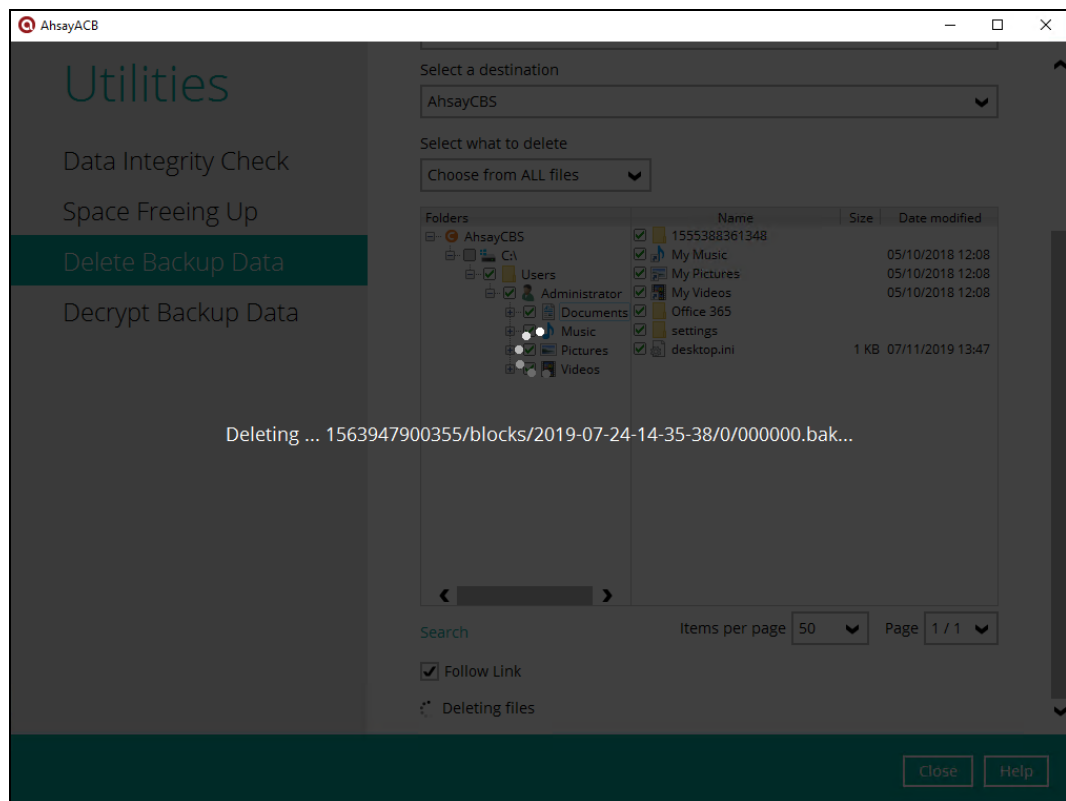 AhsayACB
Utilities
Data Integrity Check
Space Freeing Up
Delete Backup Data
Decrypt Backup Data
Select a destination
AhsayCBS
Select what to delete
Choose from ALL files
Folders Name Size Date modified
AhsayCBS
C:\
Users
Administrator
Documents
Music
Pictures
Videos
1555388361348
My Music 05/10/2018 12:08
My Pictures 05/10/2018 12:08
My Videos 05/10/2018 12:08
Office 365
settings
desktop.ini 1 KB 07/11/2019 13:47
Deleting ... 1563947900355/blocks/2019-07-24-14-35-38/0/000000.bak...
Search Items per page 50 Page 1 / 1
Follow Link
Deleting files
Close Help